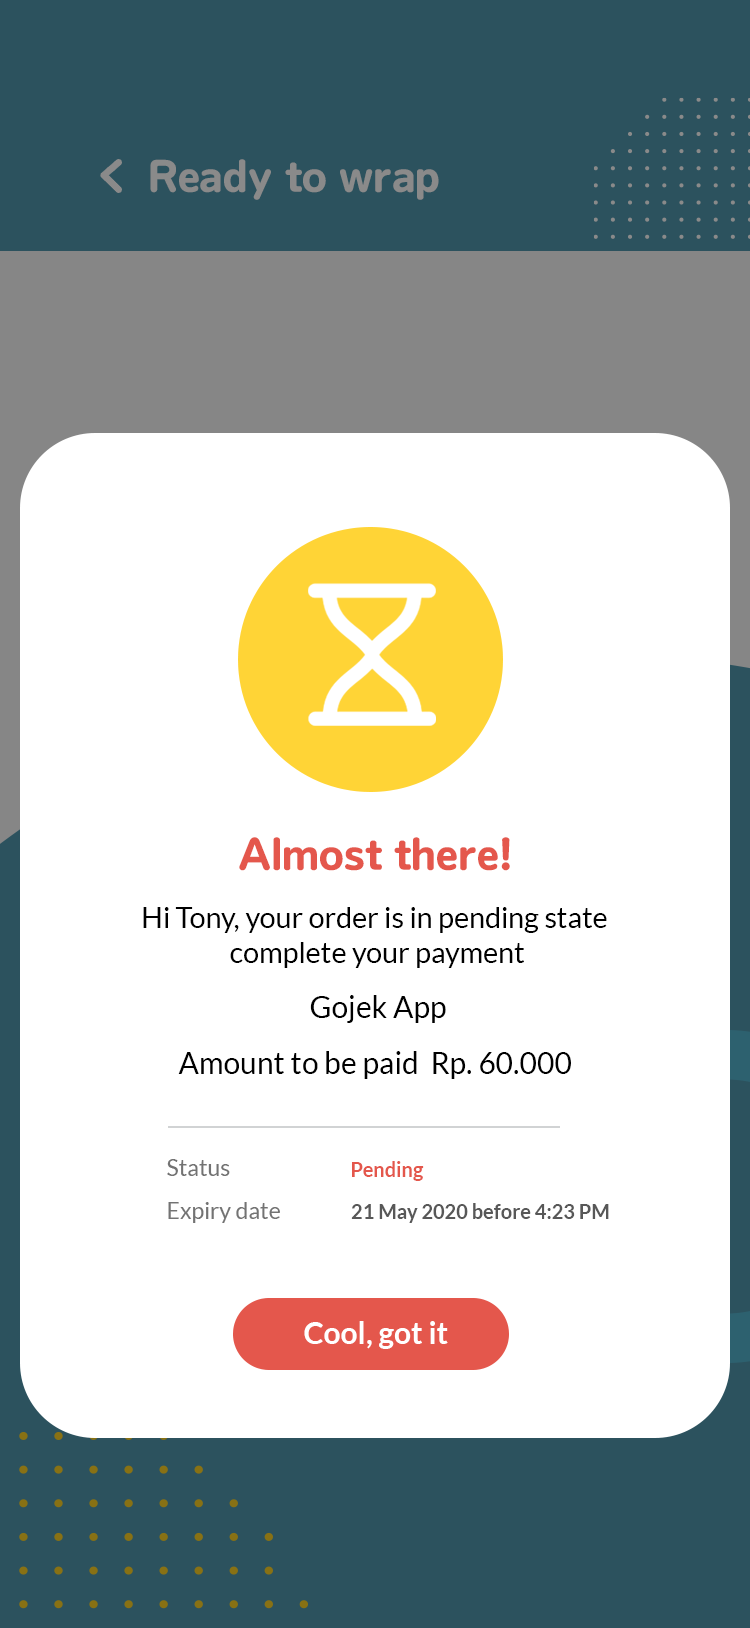 Ready to wrap
Almost there!
Hi Tony, your order is in pending state
complete your payment
Gojek App
Amount to be paid Rp. 60.000
Status Pending
Expiry date 21 May 2020 before 4:23 PM
Cool, got it